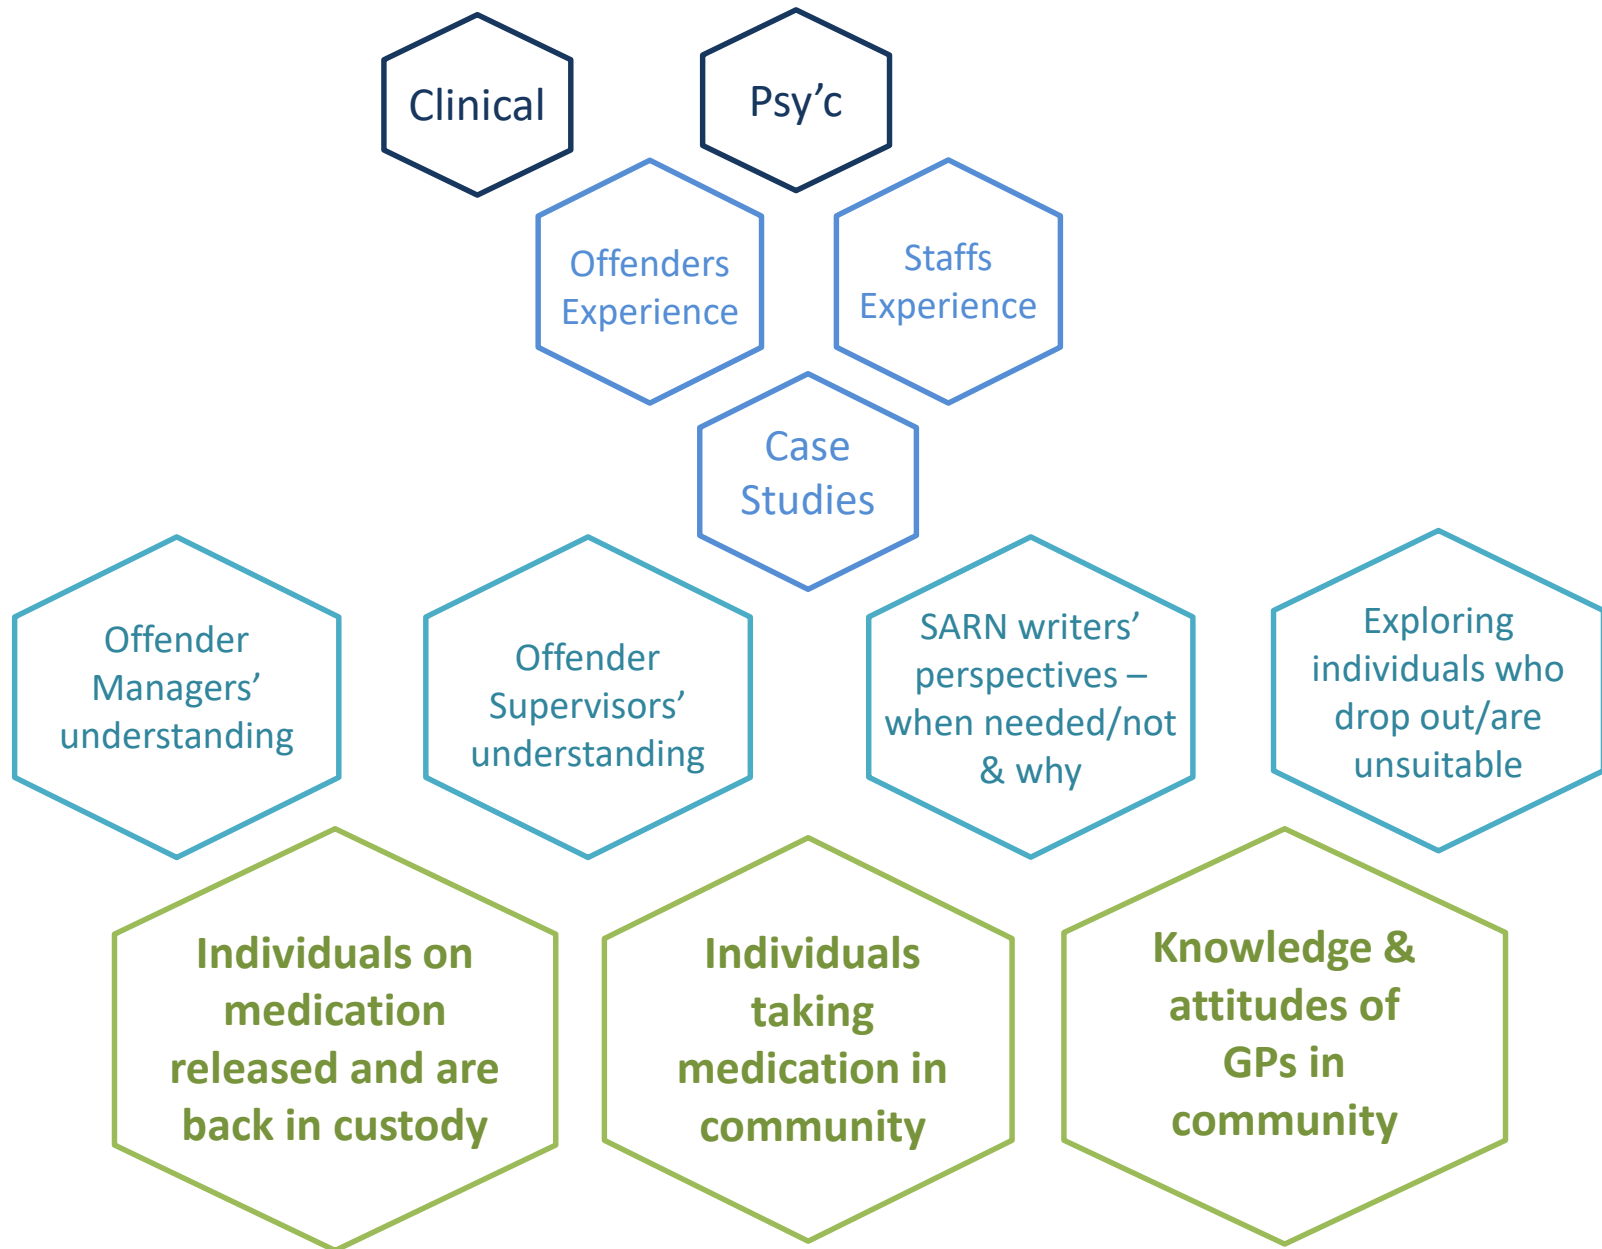 Clinical
Psy’c
Offenders
Experience
Staffs
Experience
Case
Studies
Offender
Managers’
understanding
Offender
Supervisors’
understanding
SARN writers’
perspectives –
when needed/not
& why
Exploring
individuals who
drop out/are
unsuitable
Individuals on
medication
released and are
back in custody
Individuals
taking
medication in
community
Knowledge &
attitudes of
GPs in
community